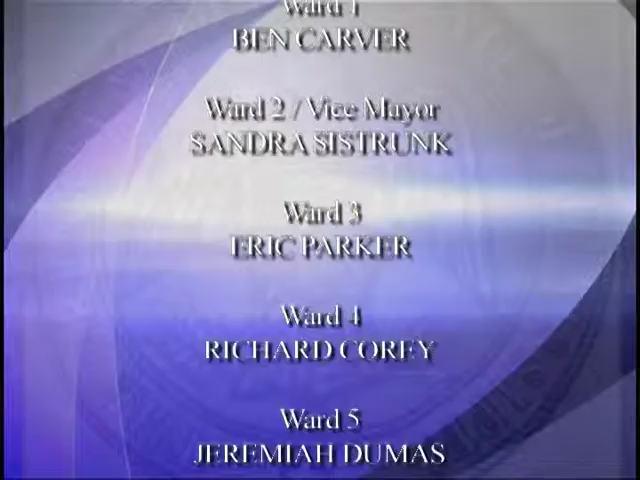 Ward 1
BEN CARVER
Ward 2 / Vice Mayor
SANDRA SISTRUNK
Ward 3
ERIC PARKER
Ward 4
RICHARD COREY
Ward 5
JEREMIAH DUMAS